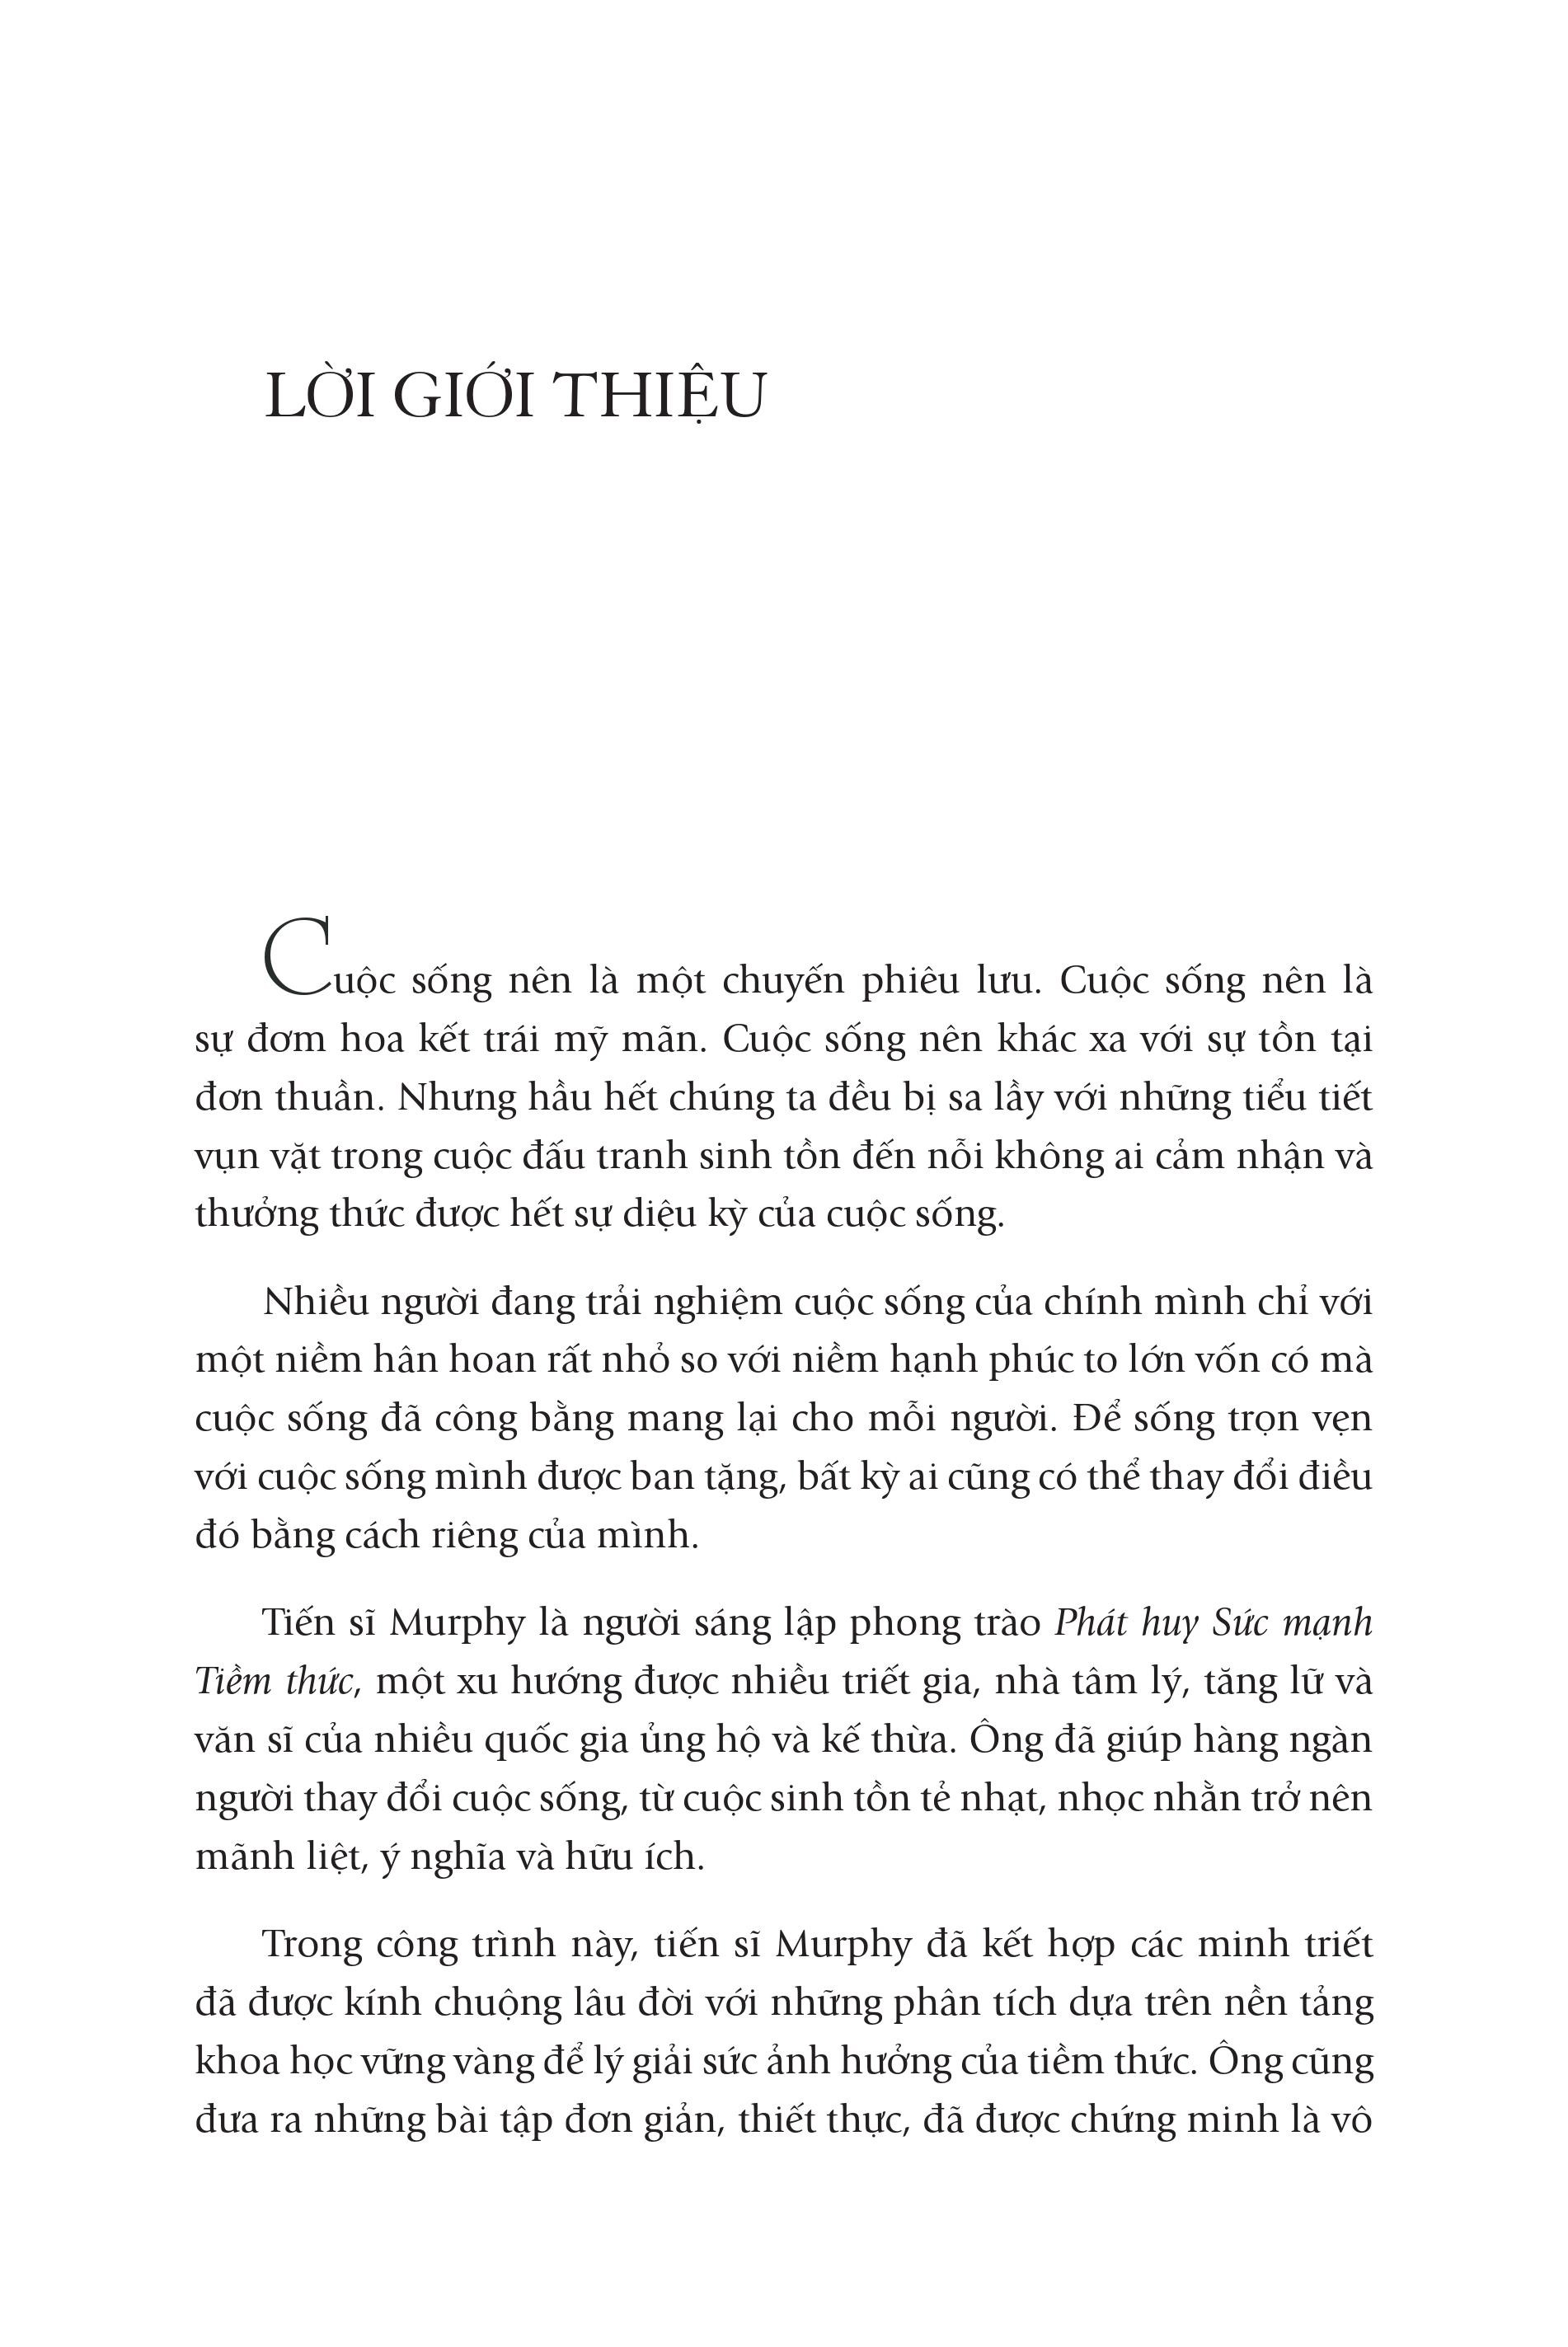 LỜI GIỚI THIỆU
Cuộc sống nên là một chuyến phiêu lưu. Cuộc sống nên là
sự đơm hoa kết trái mỹ mãn. Cuộc sống nên khác xa với sự tồn tại
đơn thuần. Nhưng hầu hết chúng ta đều bị sa lầy với những tiểu tiết
vụn vặt trong cuộc đấu tranh sinh tồn đến nỗi không ai cảm nhận và
thưởng thức được hết sự diệu kỳ của cuộc sống.
Nhiều người đang trải nghiệm cuộc sống của chính mình chỉ với
một niềm hân hoan rất nhỏ so với niềm hạnh phúc to lớn vốn có mà
cuộc sống đã công bằng mang lại cho mỗi người. Để sống trọn vẹn
với cuộc sống mình được ban tặng, bất kỳ ai cũng có thể thay đổi điều
đó bằng cách riêng của mình.
Tiến sĩ Murphy là người sáng lập phong trào Phát huy Sức mạnh
Tiềm thức, một xu hướng được nhiều triết gia, nhà tâm lý, tăng lữ và
văn sĩ của nhiều quốc gia ủng hộ và kế thừa. Ông đã giúp hàng ngàn
người thay đổi cuộc sống, từ cuộc sinh tồn tẻ nhạt, nhọc nhằn trở nên
mãnh liệt, ý nghĩa và hữu ích.
Trong công trình này, tiến sĩ Murphy đã kết hợp các minh triết
đã được kính chuộng lâu đời với những phân tích dựa trên nền tảng
khoa học vững vàng để lý giải sức ảnh hưởng của tiềm thức. Ông cũng
đưa ra những bài tập đơn giản, thiết thực, đã được chứng minh là vô